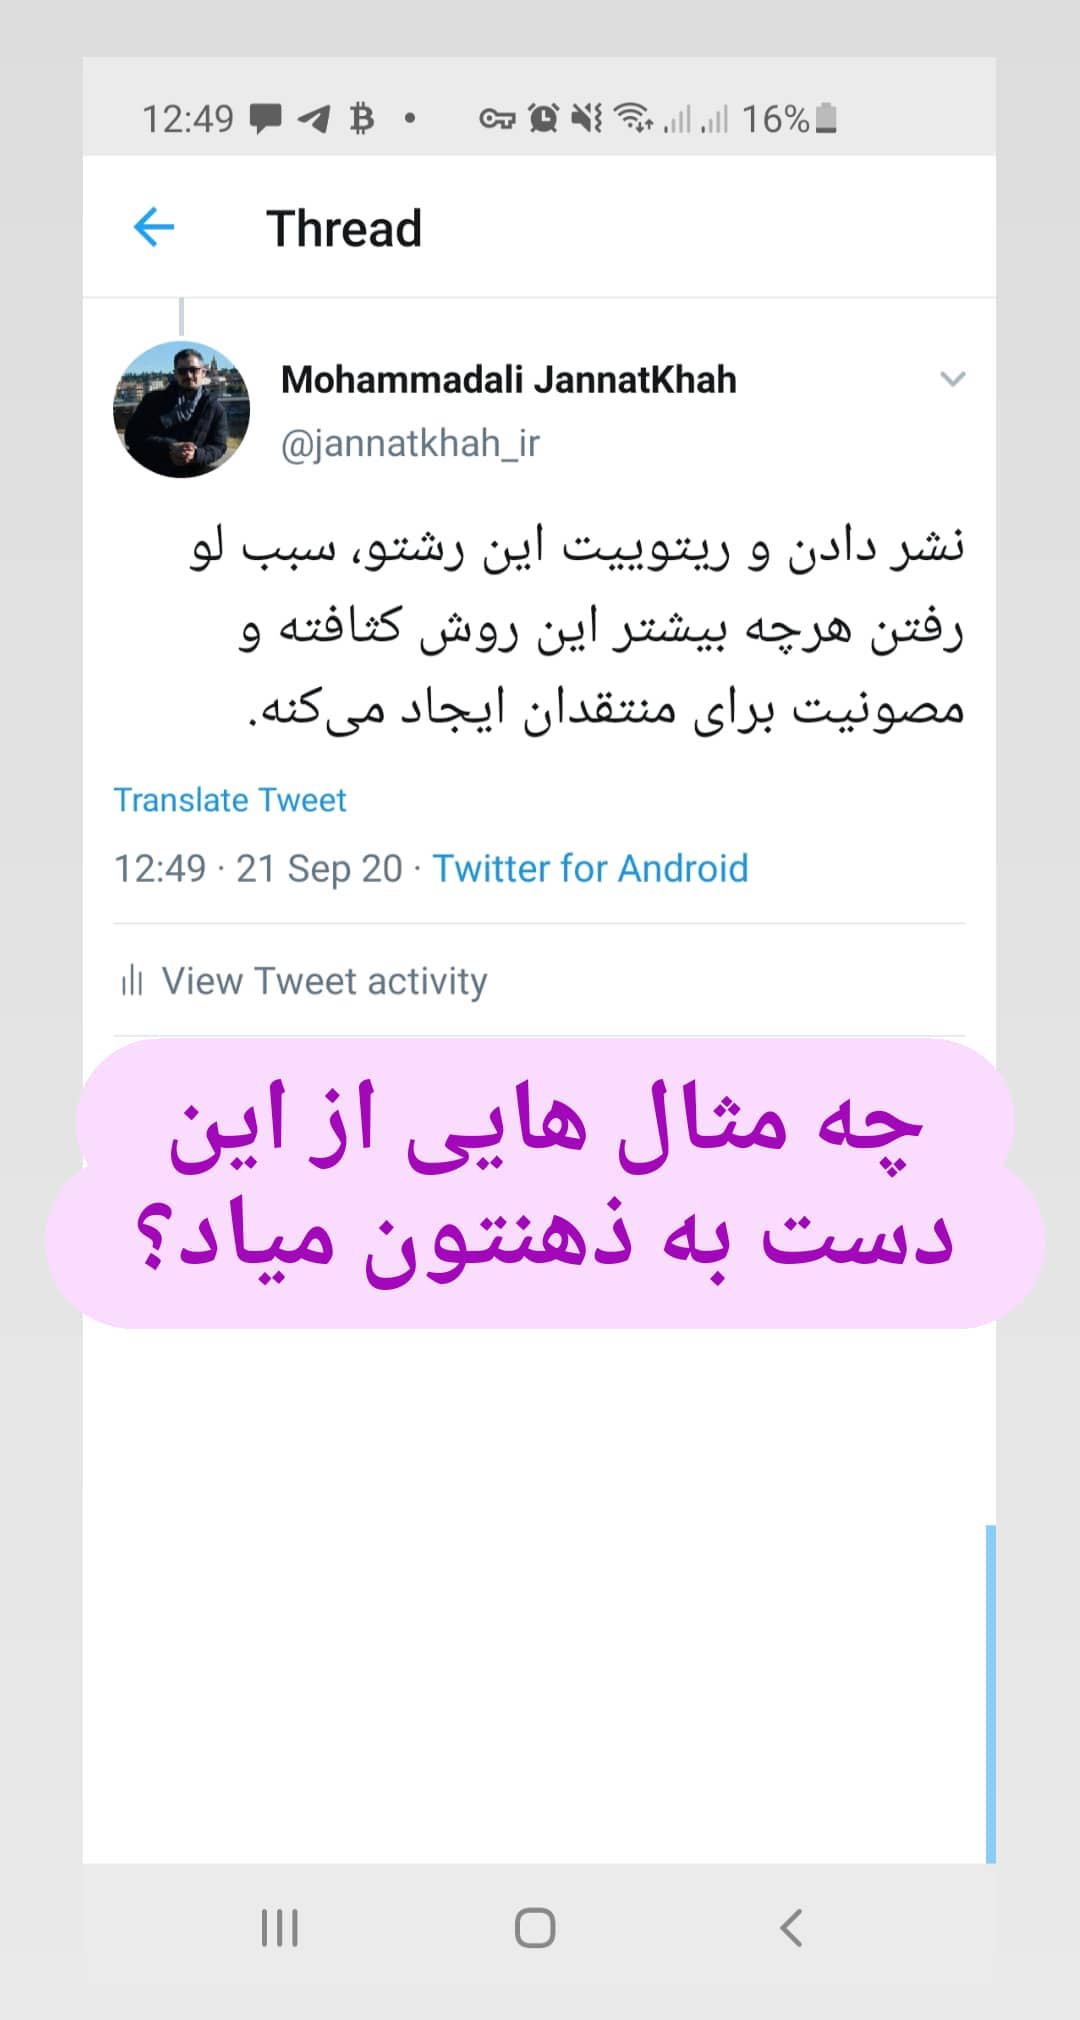 12:49 16%
Thread
Mohammadali JannatKhah
@jannatkhah_ir
نشر دادن و ریتوییت این رشتو، سبب لو
رفتن هرچه بیشتر این روش کثافته و
مصونیت برای منتقدان ایجاد می‌کنه.
Translate Tweet
12:49 · 21 Sep 20 · Twitter for Android
View Tweet activity
چه مثال هایی از این
دست به ذهنتون میاد؟